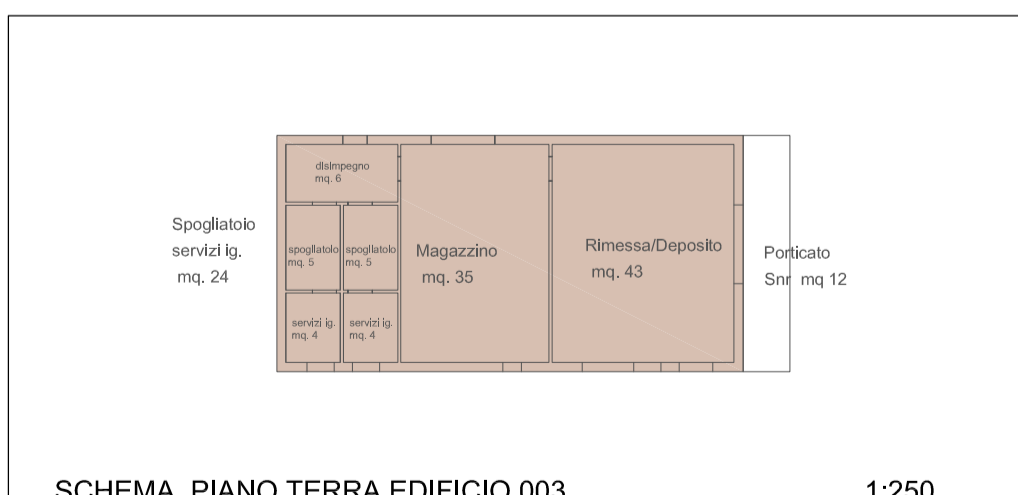 disimpegno
mq. 6
Spogliatoio
servizi ig.
mq. 24
spogliatoio
mq. 5
spogliatoio
mq. 5
servizi ig.
mq. 4
servizi ig.
mq. 4
Magazzino
mq. 35
Rimessa/Deposito
mq. 43
Porticato
Snr mq 12
SCHEMA PIANO TERRA EDIFICIO 003
1:250